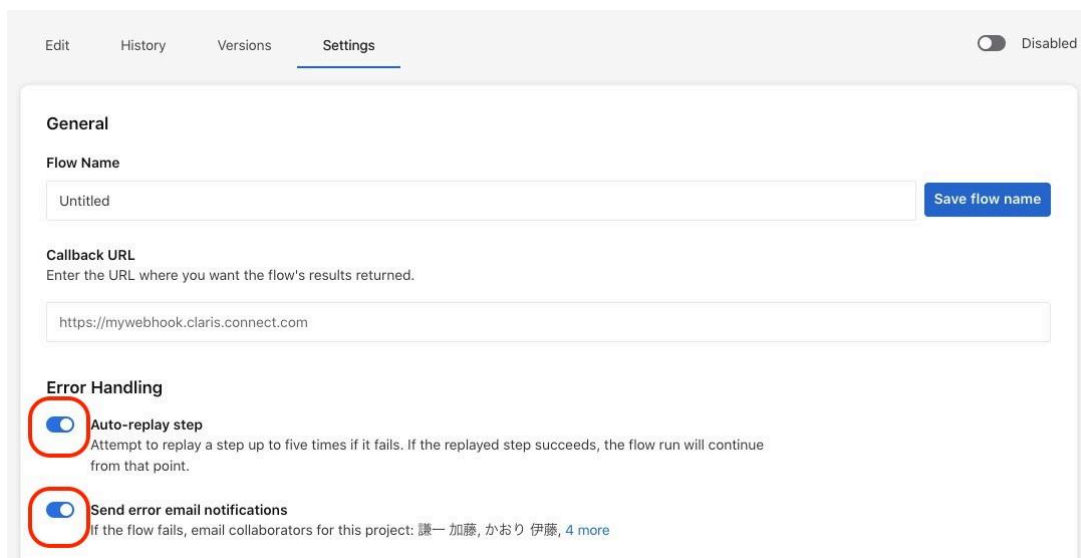 Edit History Versions Settings Disabled
General
Flow Name
Untitled Save flow name
Callback URL
Enter the URL where you want the flow's results returned.
https://mywebhook.claris.connect.com
Error Handling
Auto-replay step
Attempt to replay a step up to five times if it fails. If the replayed step succeeds, the flow run will continue
from that point.
Send error email notifications
If the flow fails, email collaborators for this project: 謙一 加藤, かおり 伊藤, 4 more